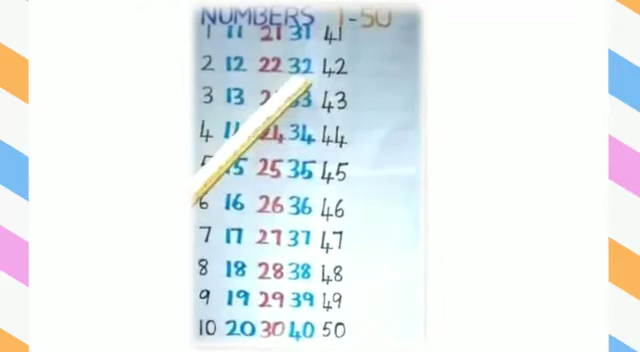 NUMBERS 1-50
1 11 21 31 41
2 12 22 32 42
3 13 33 43
4 24 34 44
15 25 35 45
6 16 26 36 46
7 17 27 37 47
8 18 28 38 48
9 19 29 39 49
10 20 30 40 50